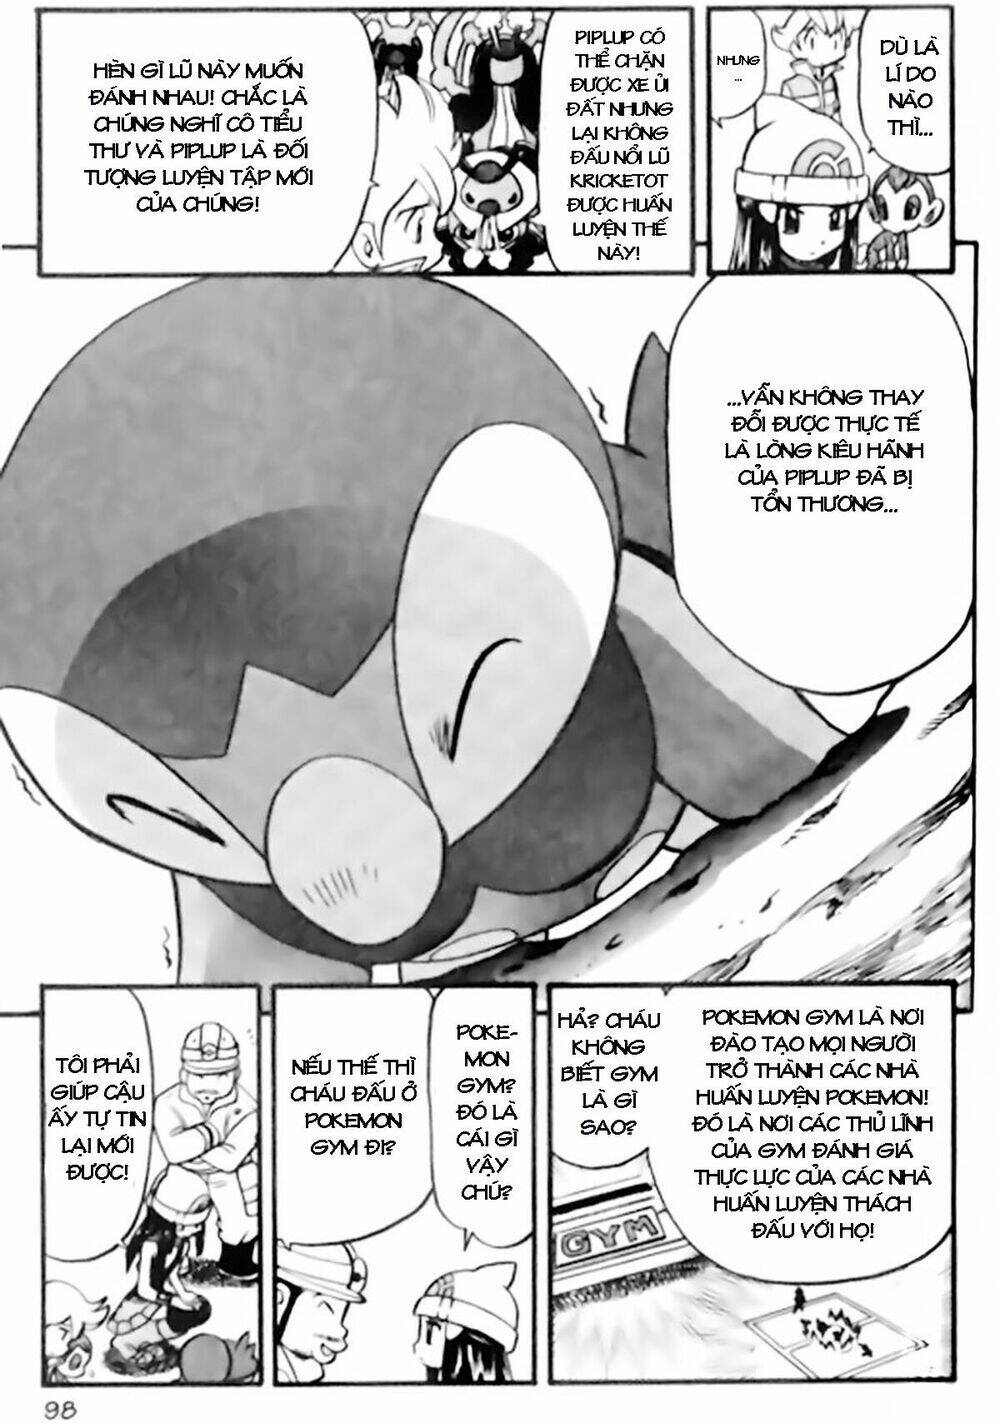 HÈN GÌ LŨ NÀY MUỐN
ĐÁNH NHAU! CHẮC LÀ
CHÚNG NGHĨ CÔ TIỂU
THƯ VÀ PIPLUP LÀ ĐỐI
TƯỢNG LUYỆN TẬP MỚI
CỦA CHÚNG!
PIPLUP CÓ
THỂ CHẶN
ĐƯỢC XE ỦI
ĐẤT NHƯNG
LẠI KHÔNG
ĐẤU NỔI LŨ
KRICKETOT
ĐƯỢC HUẤN
LUYỆN THẾ
NÀY!
NHƯNG
...
DÙ LÀ
LÍ DO
NÀO
THÌ...
...VẪN KHÔNG THAY
ĐỖI ĐƯỢC THỰC TẾ
LÀ LÒNG KIÊU HÃNH
CỦA PIPLUP ĐÃ BỊ
TỔN THƯƠNG...
TÔI PHẢI
GIÚP CẬU
ẤY TỰ TIN
LẠI MỚI
ĐƯỢC!
NẾU THẾ THÌ
CHÁU ĐẤU Ở
POKEMON
GYM ĐI?
POKE-
MON
GYM?
ĐÓ LÀ
CÁI GÌ
VẬY
CHÚ?
HẢ? CHÁU
KHÔNG
BIẾT GYM
LÀ GÌ
SAO?
POKEMON GYM LÀ NƠI
ĐÀO TẠO MỌI NGƯỜI
TRỞ THÀNH CÁC NHÀ
HUẤN LUYỆN POKEMON!
ĐÓ LÀ NƠI CÁC THỦ LĨNH
CỦA GYM ĐÁNH GIÁ
THỰC LỰC CỦA CÁC NHÀ
HUẤN LUYỆN THÁCH
ĐẤU VỚI HỌ!
GYM
98